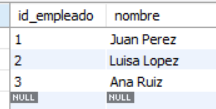 id_empleado nombre
1 Juan Perez
2 Luisa Lopez
3 Ana Ruiz
NULL NULL